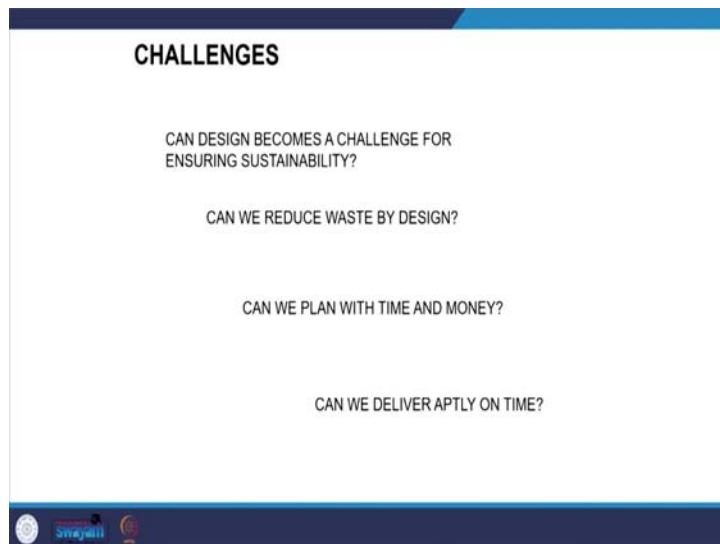 CHALLENGES
CAN DESIGN BECOMES A CHALLENGE FOR
ENSURING SUSTAINABILITY?
CAN WE REDUCE WASTE BY DESIGN?
CAN WE PLAN WITH TIME AND MONEY?
CAN WE DELIVER APTLY ON TIME?
swayam